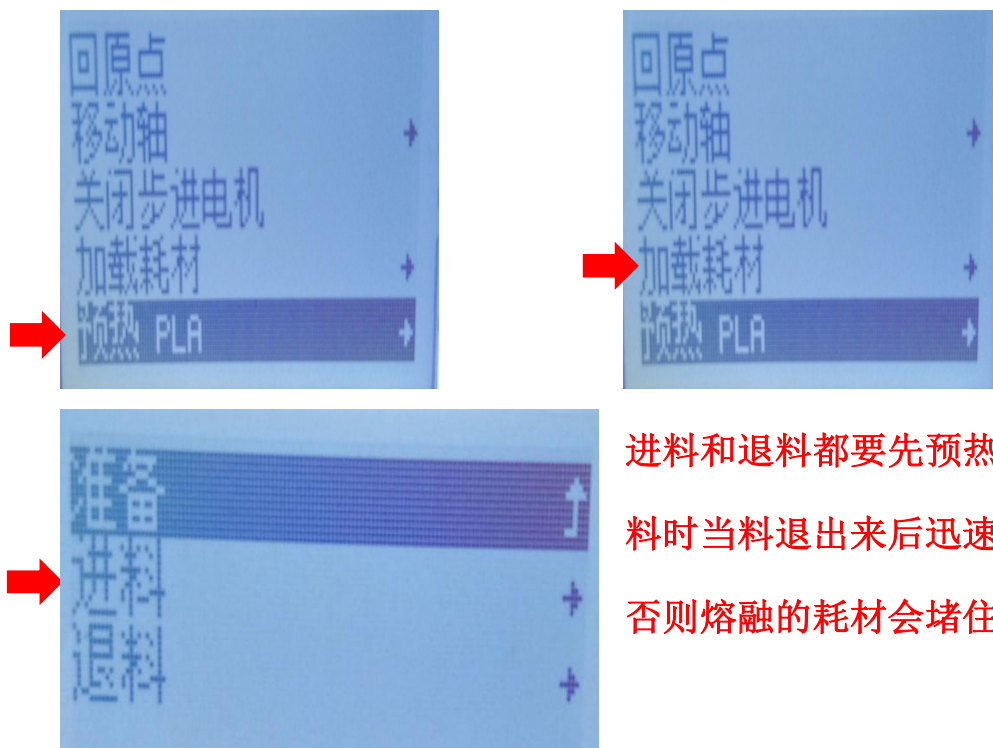 回原点
移动轴
关闭步进电机
加载耗材
预热 PLA
回原点
移动轴
关闭步进电机
加载耗材
预热 PLA
准备
进料
退料
进料和退料都要先预热
料时当料退出来后迅速
否则熔融的耗材会堵住